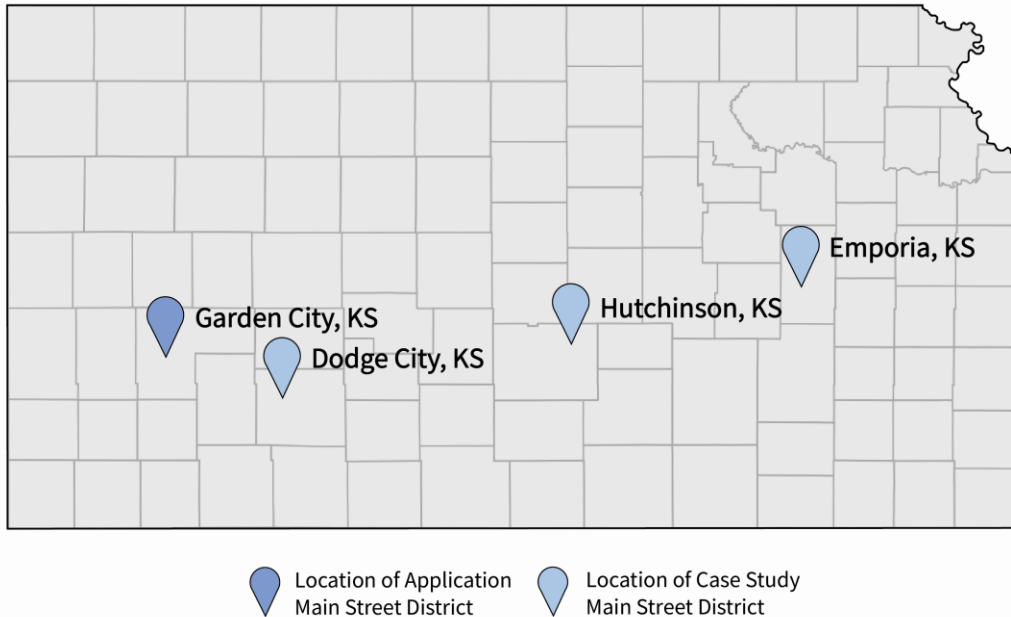 Emporia, KS
Hutchinson, KS
Garden City, KS
Dodge City, KS
Location of Application
Main Street District
Location of Case Study
Main Street District